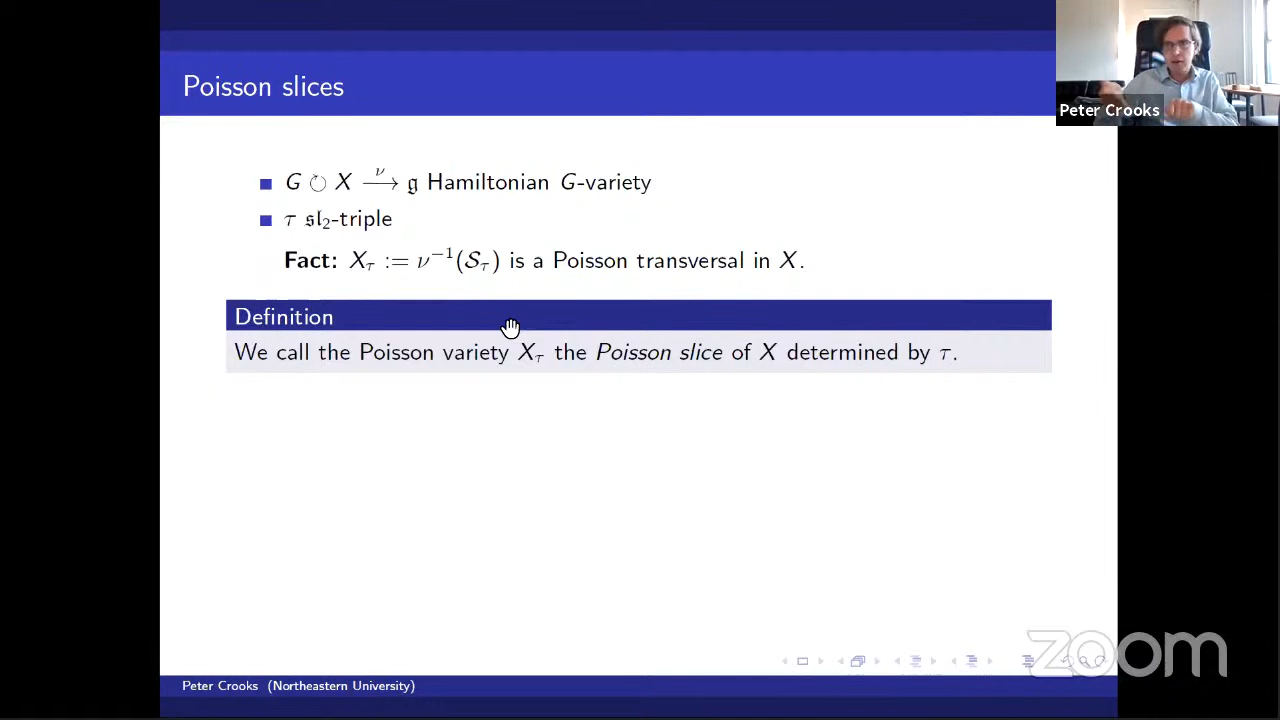 Poisson slices
Peter Crooks
G ↻ X ⟶^ν 𝔤 Hamiltonian G-variety
τ 𝔰𝔩₂-triple
Fact: X_τ := ν⁻¹(𝒮_τ) is a Poisson transversal in X.
Definition
We call the Poisson variety X_τ the Poisson slice of X determined by τ.
zoom
Peter Crooks (Northeastern University)